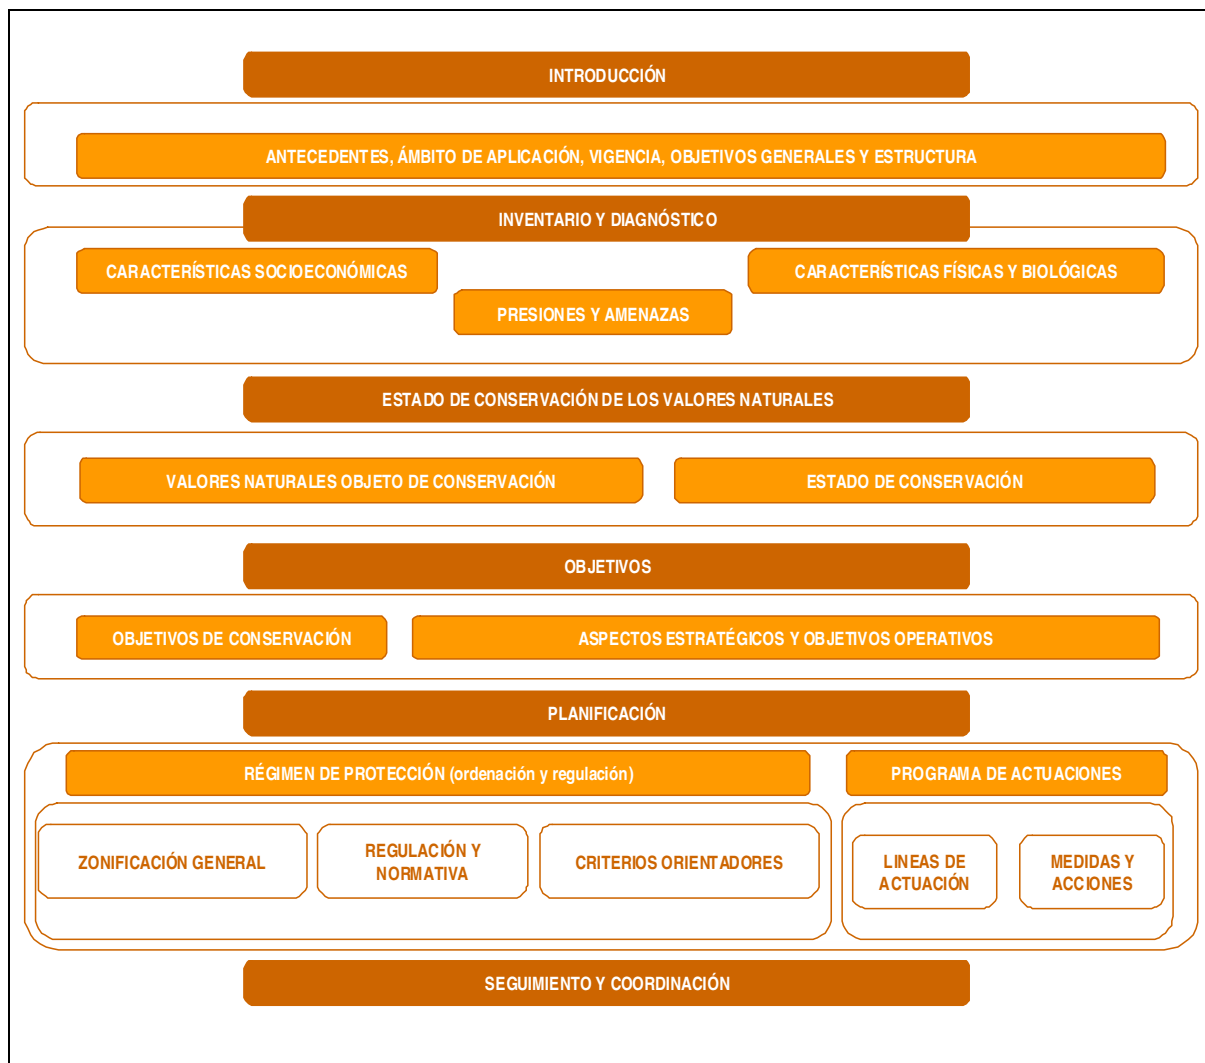 INTRODUCCIÓN
ANTECEDENTES, ÁMBITO DE APLICACIÓN, VIGENCIA, OBJETIVOS GENERALES Y ESTRUCTURA
INVENTARIO Y DIAGNÓSTICO
CARACTERÍSTICAS SOCIOECONÓMICAS
CARACTERÍSTICAS FÍSICAS Y BIOLÓGICAS
PRESIONES Y AMENAZAS
ESTADO DE CONSERVACIÓN DE LOS VALORES NATURALES
VALORES NATURALES OBJETO DE CONSERVACIÓN
ESTADO DE CONSERVACIÓN
OBJETIVOS
OBJETIVOS DE CONSERVACIÓN
ASPECTOS ESTRATÉGICOS Y OBJETIVOS OPERATIVOS
PLANIFICACIÓN
RÉGIMEN DE PROTECCIÓN (ordenación y regulación)
PROGRAMA DE ACTUACIONES
ZONIFICACIÓN GENERAL
REGULACIÓN Y
NORMATIVA
CRITERIOS ORIENTADORES
LINEAS DE
ACTUACIÓN
MEDIDAS Y
ACCIONES
SEGUIMIENTO Y COORDINACIÓN